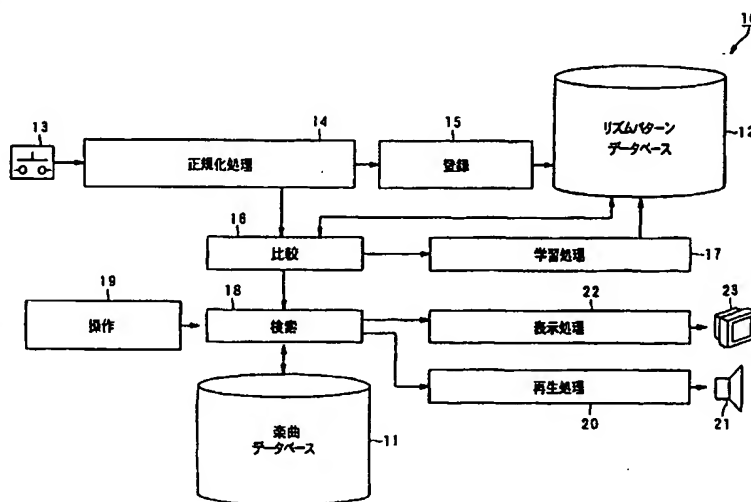 10
13
14
正規化処理
15
登録
リズムパターン
データベース
12
16
比較
学習処理
17
19
操作
18
検索
22
表示処理
23
再生処理
20
21
楽曲
データベース
11